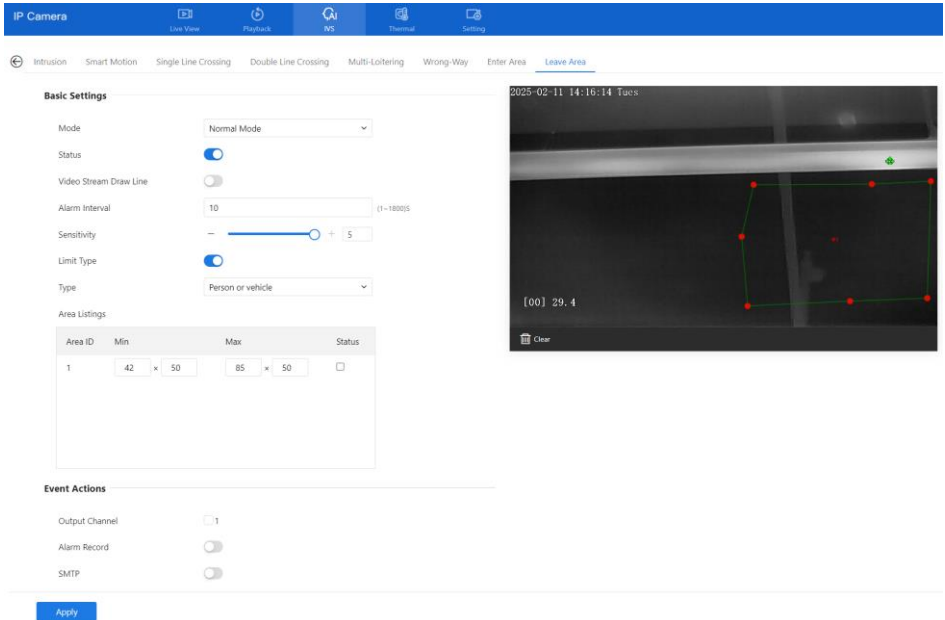 IP Camera
Live View Playback IVS Thermal Setting
Intrusion Smart Motion Single Line Crossing Double Line Crossing Multi-Loitering Wrong-Way Enter Area Leave Area
Basic Settings
Mode Normal Mode
Status
Video Stream Draw Line
Alarm Interval 10 (1~1800)S
Sensitivity − + 5
Limit Type
Type Person or vehicle
Area Listings
Area ID Min Max Status
1 42 × 50 85 × 50
Event Actions
Output Channel 1
Alarm Record
SMTP
Apply
2025-02-11 14:16:14 Tues
[00] 29.4
Clear